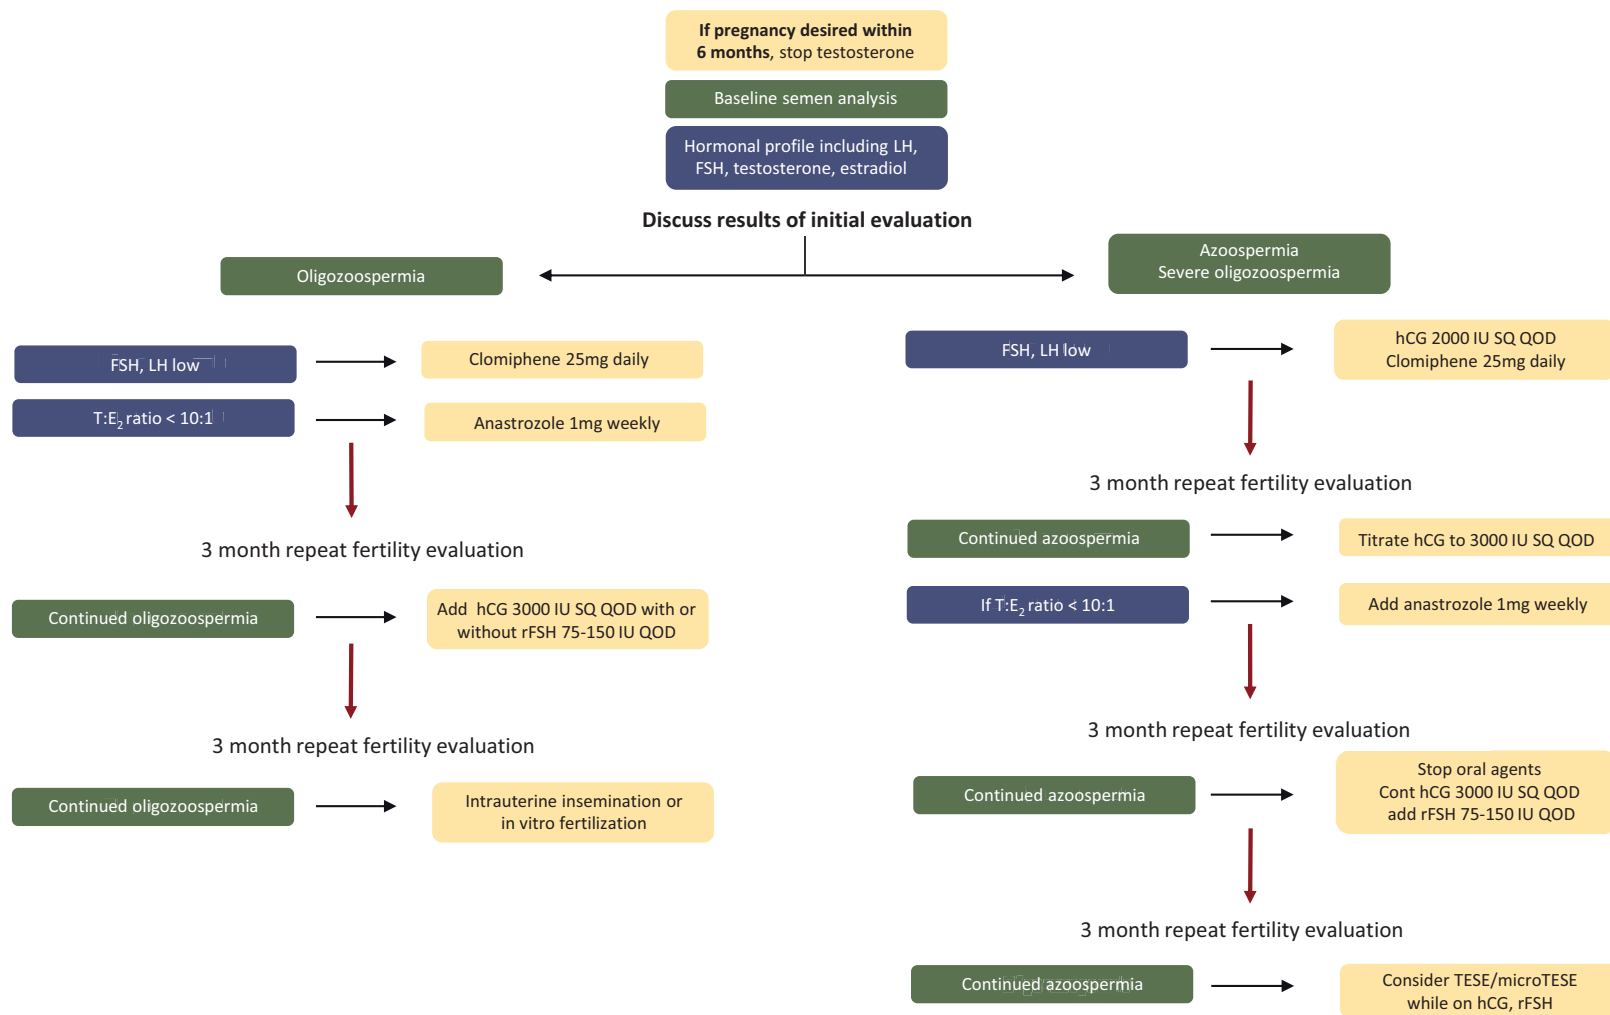 If pregnancy desired within
6 months, stop testosterone
Baseline semen analysis
Hormonal profile including LH,
FSH, testosterone, estradiol
Discuss results of initial evaluation
Oligozoospermia
FSH, LH low
Clomiphene 25mg daily
T:E₂ ratio < 10:1
Anastrozole 1mg weekly
3 month repeat fertility evaluation
Continued oligozoospermia
Add hCG 3000 IU SQ QOD with or
without rFSH 75-150 IU QOD
3 month repeat fertility evaluation
Continued oligozoospermia
Intrauterine insemination or
in vitro fertilization
Azoospermia
Severe oligozoospermia
FSH, LH low
hCG 2000 IU SQ QOD
Clomiphene 25mg daily
3 month repeat fertility evaluation
Continued azoospermia
Titrate hCG to 3000 IU SQ QOD
If T:E₂ ratio < 10:1
Add anastrozole 1mg weekly
3 month repeat fertility evaluation
Continued azoospermia
Stop oral agents
Cont hCG 3000 IU SQ QOD
add rFSH 75-150 IU QOD
3 month repeat fertility evaluation
Continued azoospermia
Consider TESE/microTESE
while on hCG, rFSH